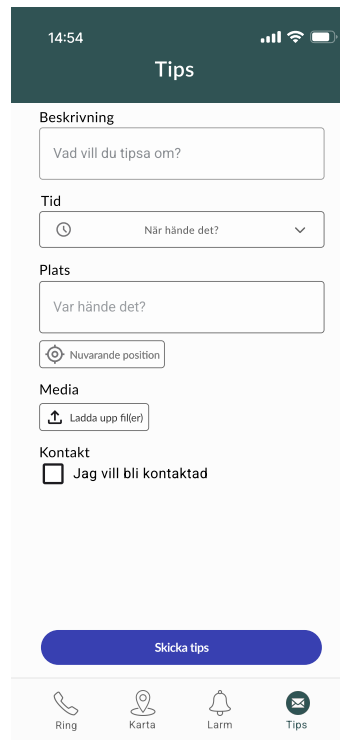 14:54
Tips
Beskrivning
Vad vill du tipsa om?
Tid
När hände det?
Plats
Var hände det?
Nuvarande position
Media
Ladda upp fil(er)
Kontakt
Jag vill bli kontaktad
Skicka tips
Ring Karta Larm Tips